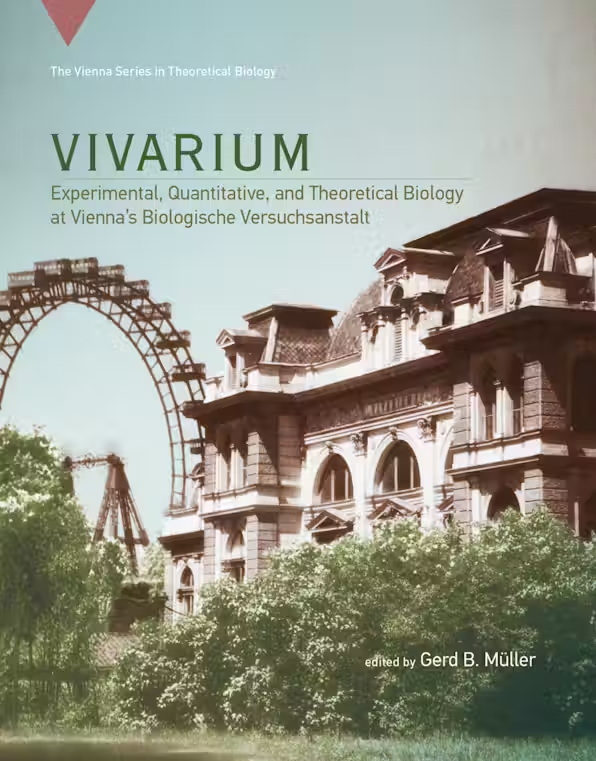 The Vienna Series in Theoretical Biology
VIVARIUM
Experimental, Quantitative, and Theoretical Biology
at Vienna's Biologische Versuchsanstalt
edited by Gerd B. Müller